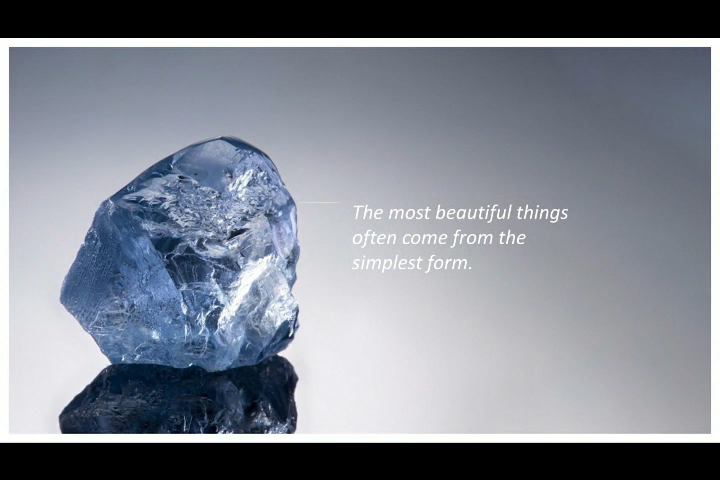 The most beautiful things
often come from the
simplest form.